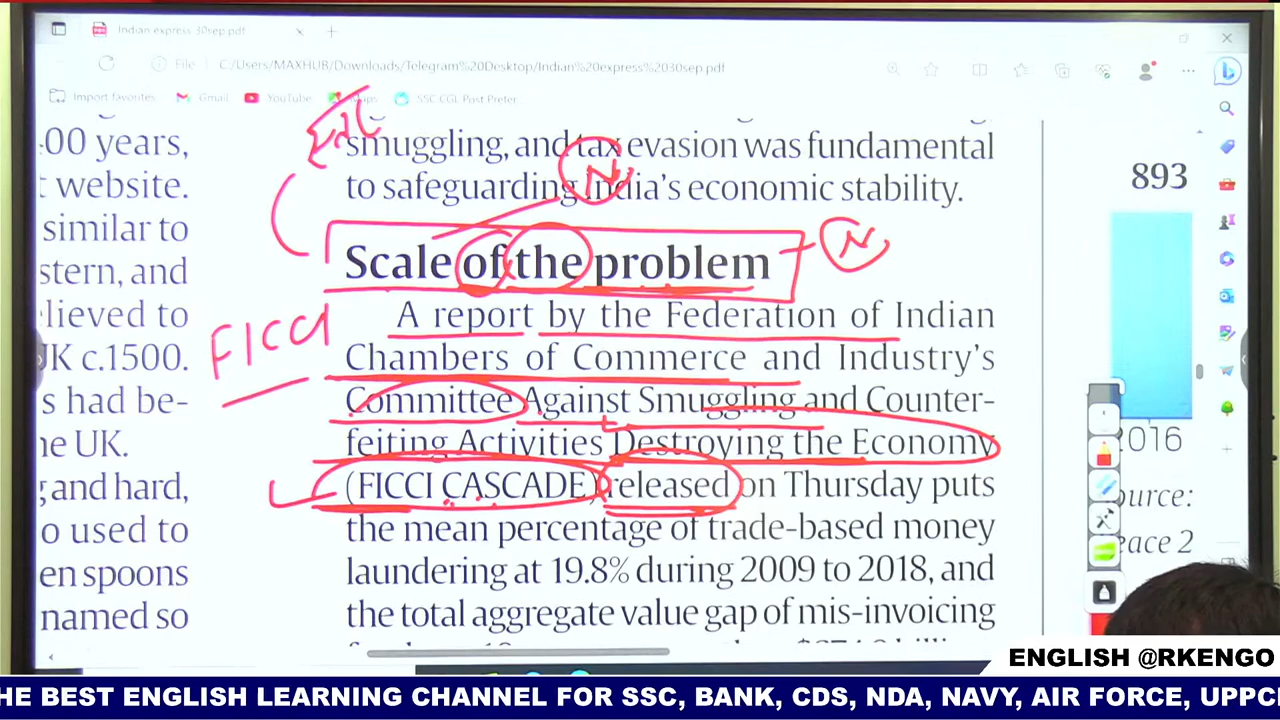 Indian express 30sep.pdf
File C:/Users/MAXHUB/Downloads/Telegram%20Desktop/Indian%20express%2030sep.pdf
Import favorites Gmail YouTube Maps SSC CGL Post Preter
00 years,
t website.
similar to
stern, and
lieved to
JK c.1500.
s had be-
ne UK.
g and hard,
o used to
en spoons
named so
smuggling, and tax evasion was fundamental
to safeguarding India's economic stability.
N
Scale of the problem
N
FICCI
A report by the Federation of Indian
Chambers of Commerce and Industry's
Committee Against Smuggling and Counter-
feiting Activities Destroying the Economy
(FICCI CASCADE) released on Thursday puts
the mean percentage of trade-based money
laundering at 19.8% during 2009 to 2018, and
the total aggregate value gap of mis-invoicing
893
2016
ource:
eace 2
ENGLISH @RKENGO
HE BEST ENGLISH LEARNING CHANNEL FOR SSC, BANK, CDS, NDA, NAVY, AIR FORCE, UPPC